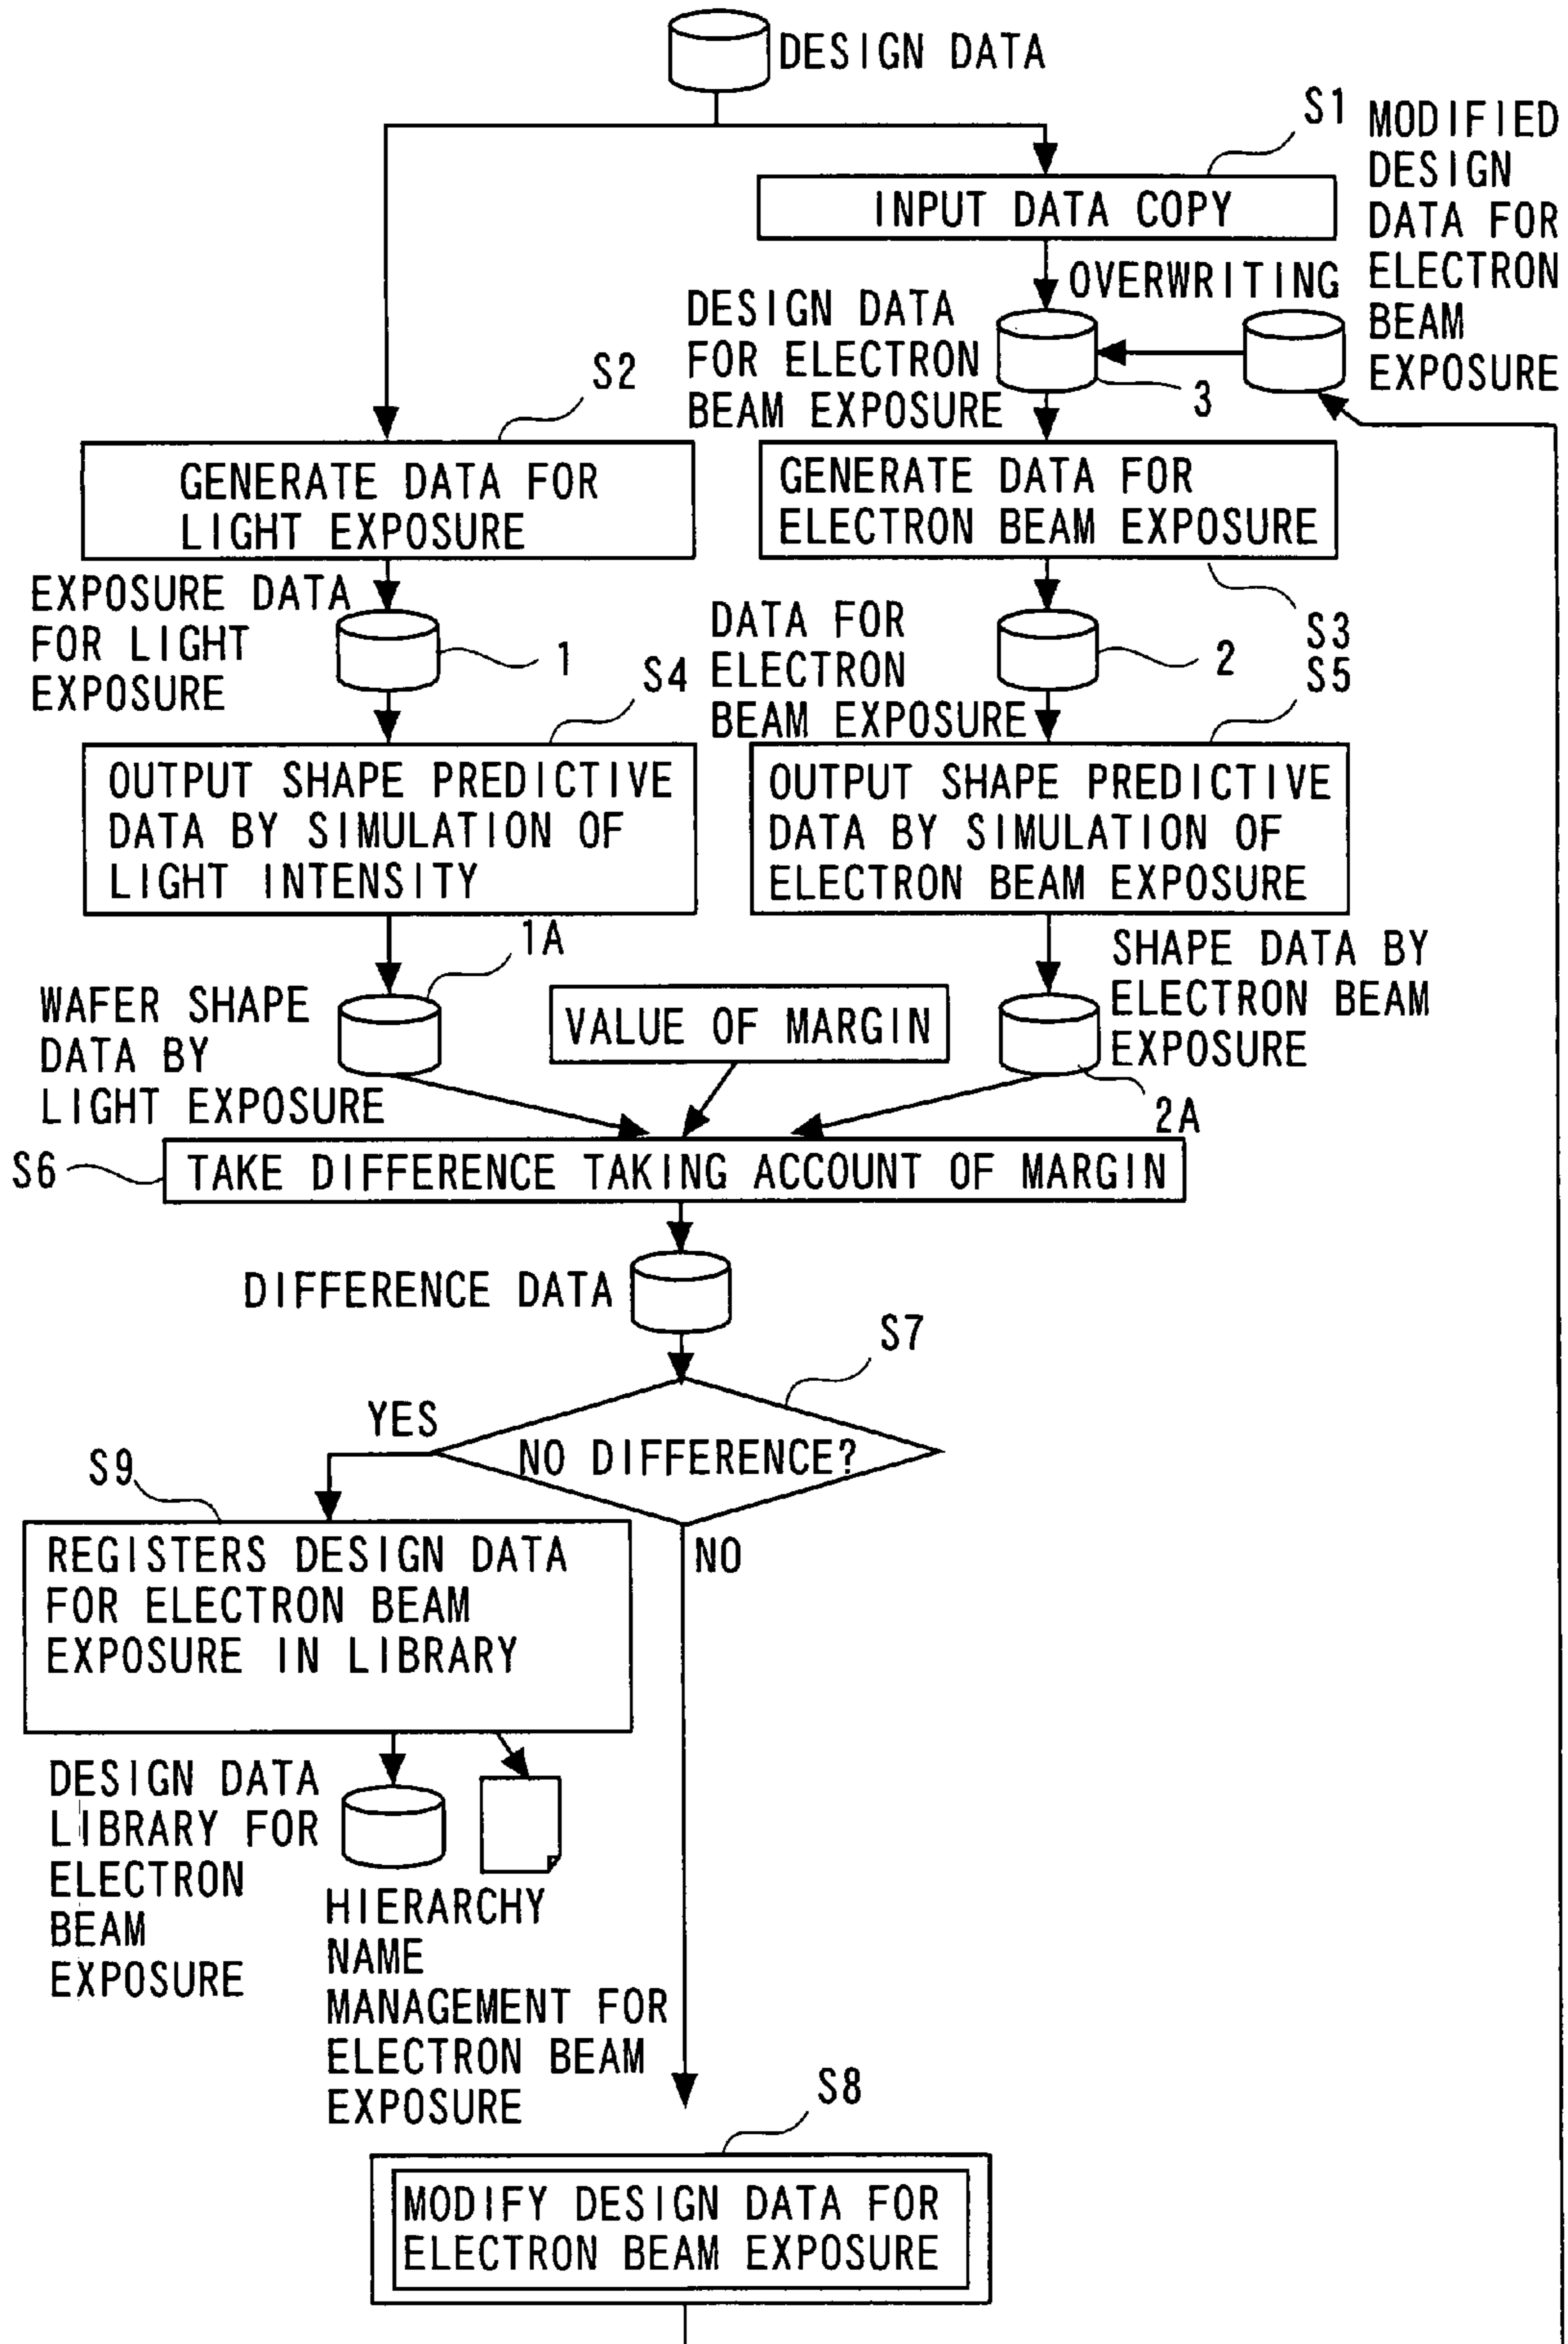 DESIGN DATA
S1
MODIFIED
DESIGN
DATA FOR
ELECTRON
BEAM
EXPOSURE
INPUT DATA COPY
OVERWRITING
DESIGN DATA
FOR ELECTRON
BEAM EXPOSURE
3
S2
GENERATE DATA FOR
LIGHT EXPOSURE
GENERATE DATA FOR
ELECTRON BEAM EXPOSURE
S3
EXPOSURE DATA
FOR LIGHT
EXPOSURE
1
DATA FOR
ELECTRON
BEAM EXPOSURE
2
S4
S5
OUTPUT SHAPE PREDICTIVE
DATA BY SIMULATION OF
LIGHT INTENSITY
OUTPUT SHAPE PREDICTIVE
DATA BY SIMULATION OF
ELECTRON BEAM EXPOSURE
1A
WAFER SHAPE
DATA BY
LIGHT EXPOSURE
VALUE OF MARGIN
SHAPE DATA BY
ELECTRON BEAM
EXPOSURE
2A
S6
TAKE DIFFERENCE TAKING ACCOUNT OF MARGIN
DIFFERENCE DATA
S7
NO DIFFERENCE?
YES
NO
S9
REGISTERS DESIGN DATA
FOR ELECTRON BEAM
EXPOSURE IN LIBRARY
DESIGN DATA
LIBRARY FOR
ELECTRON
BEAM
EXPOSURE
HIERARCHY
NAME
MANAGEMENT FOR
ELECTRON BEAM
EXPOSURE
S8
MODIFY DESIGN DATA FOR
ELECTRON BEAM EXPOSURE